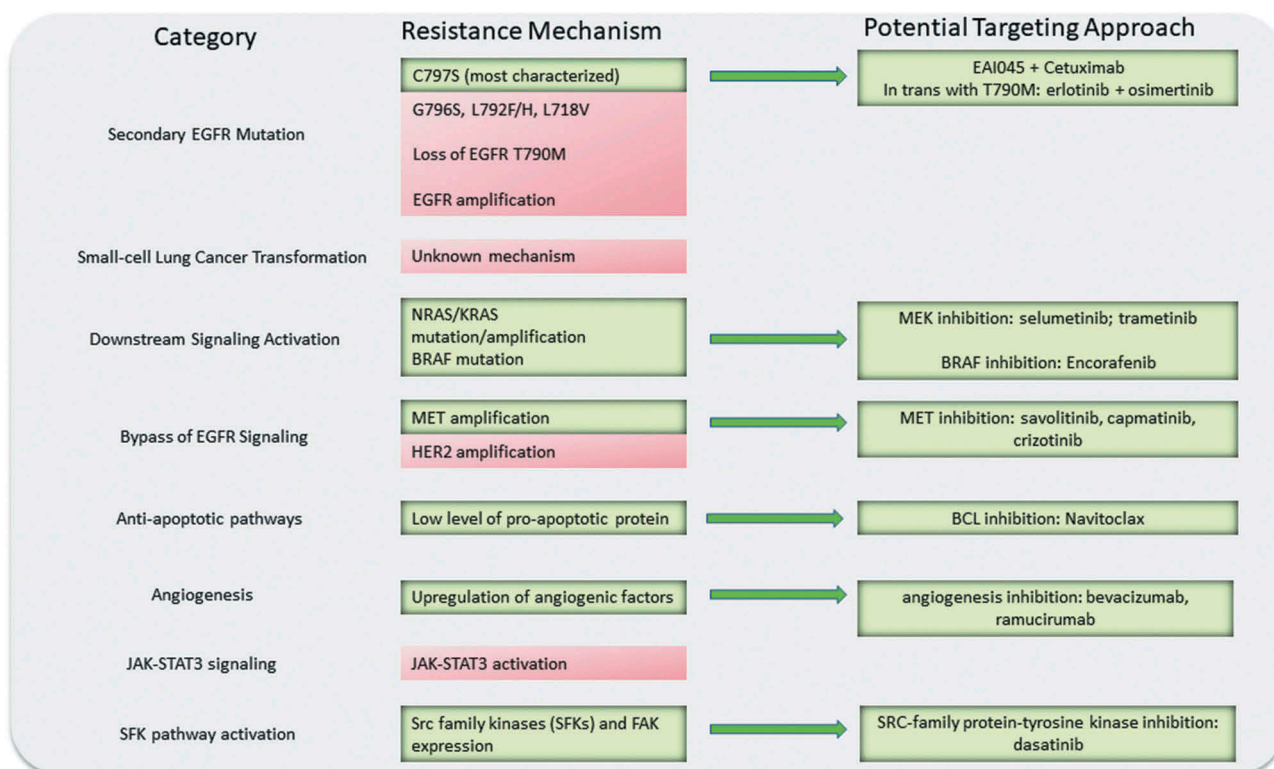 Category
Resistance Mechanism
Potential Targeting Approach
Secondary EGFR Mutation
C797S (most characterized)
EAI045 + Cetuximab
In trans with T790M: erlotinib + osimertinib
G796S, L792F/H, L718V
Loss of EGFR T790M
EGFR amplification
Small-cell Lung Cancer Transformation
Unknown mechanism
Downstream Signaling Activation
NRAS/KRAS
mutation/amplification
BRAF mutation
MEK inhibition: selumetinib; trametinib
BRAF inhibition: Encorafenib
Bypass of EGFR Signaling
MET amplification
HER2 amplification
MET inhibition: savolitinib, capmatinib,
crizotinib
Anti-apoptotic pathways
Low level of pro-apoptotic protein
BCL inhibition: Navitoclax
Angiogenesis
Upregulation of angiogenic factors
angiogenesis inhibition: bevacizumab,
ramucirumab
JAK-STAT3 signaling
JAK-STAT3 activation
SFK pathway activation
Src family kinases (SFKs) and FAK
expression
SRC-family protein-tyrosine kinase inhibition:
dasatinib